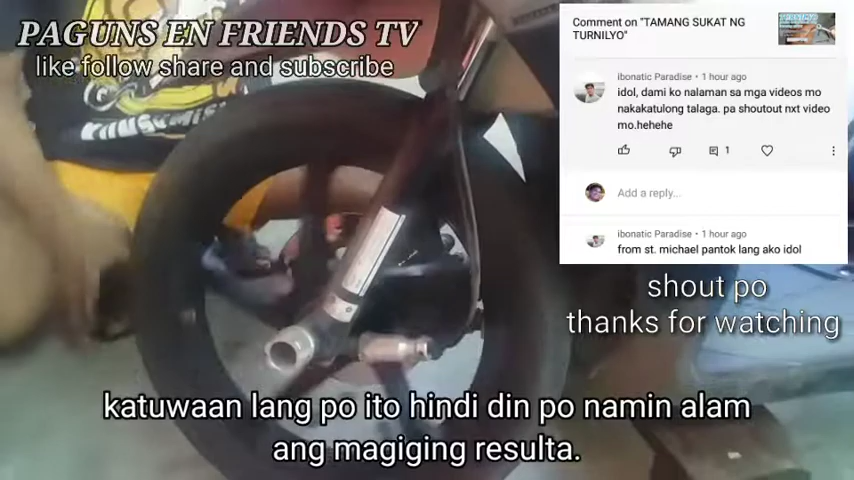 PAGUNS EN FRIENDS TV
like follow share and subscribe
Comment on "TAMANG SUKAT NG
TURNILYO"
ibonatic Paradise • 1 hour ago
idol, dami ko nalaman sa mga videos mo
nakakatulong talaga. pa shoutout nxt video
mo.hehehe
1
Add a reply...
ibonatic Paradise • 1 hour ago
from st. michael pantok lang ako idol
shout po
thanks for watching
katuwaan lang po ito hindi din po namin alam
ang magiging resulta.